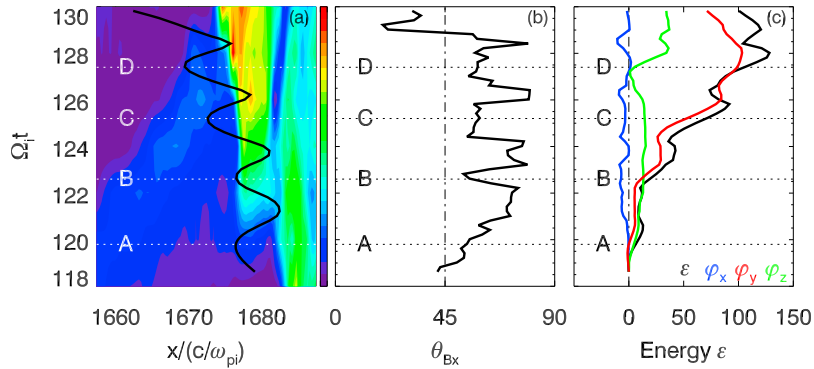 (a) (b) (c)
130
128
126
124
122
120
118
Ω_i t
D D D
C C C
B B B
A A A
ε φ_x φ_y φ_z
1660 1670 1680
0 45 90
0 50 100 150
x/(c/ω_pi)
θ_Bx
Energy ε